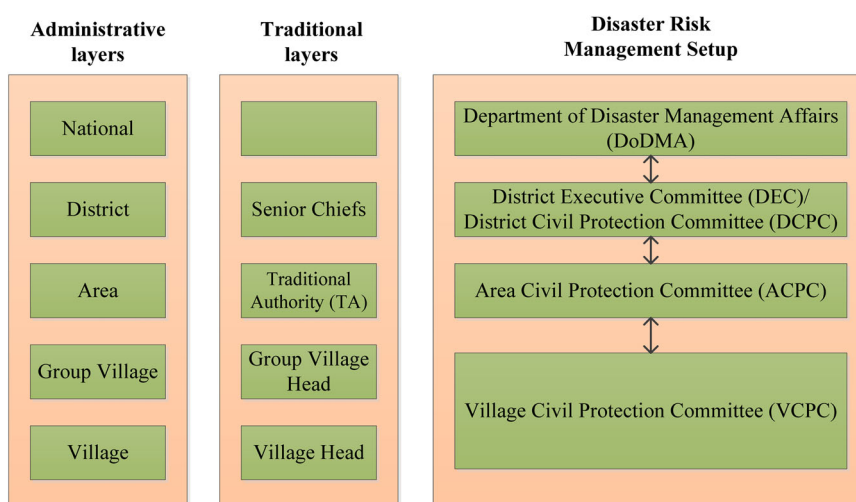 Administrative
layers
National
District
Area
Group Village
Village
Traditional
layers
Senior Chiefs
Traditional
Authority (TA)
Group Village
Head
Village Head
Disaster Risk
Management Setup
Department of Disaster Management Affairs
(DoDMA)
District Executive Committee (DEC)/
District Civil Protection Committee (DCPC)
Area Civil Protection Committee (ACPC)
Village Civil Protection Committee (VCPC)